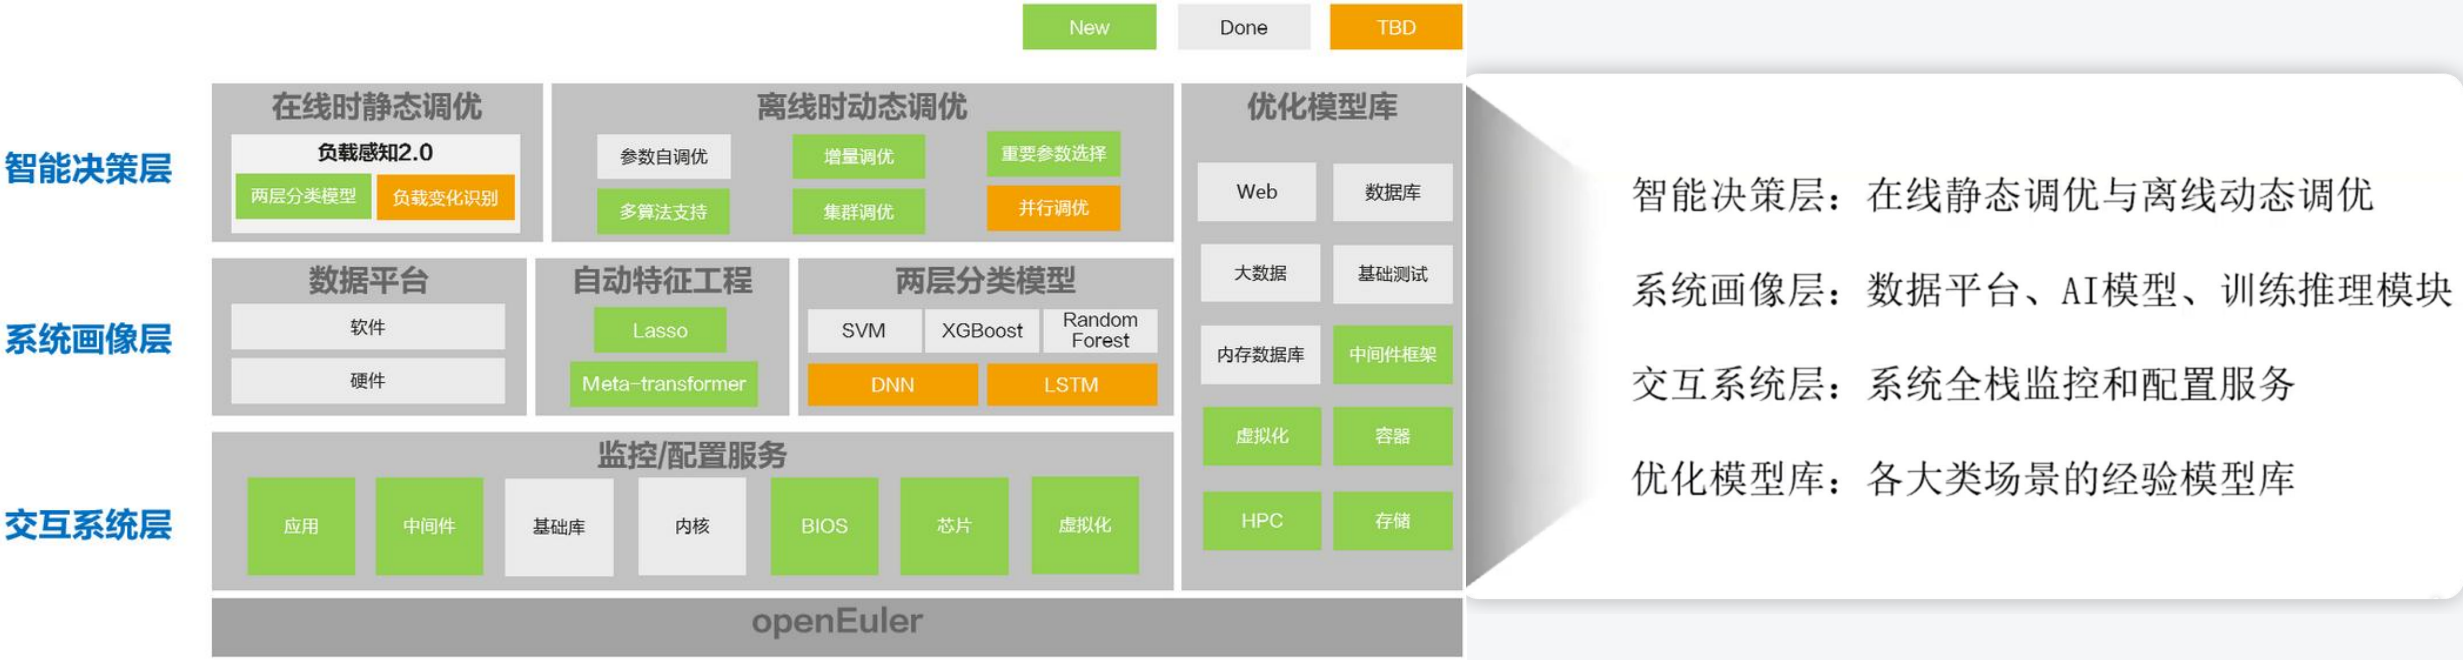 New Done TBD
在线时静态调优
离线时动态调优
优化模型库
智能决策层
负载感知2.0
两层分类模型 负载变化识别
参数自调优 增量调优 重要参数选择
多算法支持 集群调优 并行调优
Web 数据库
大数据 基础测试
内存数据库 中间件框架
虚拟化 容器
HPC 存储
系统画像层
数据平台
软件
硬件
自动特征工程
Lasso
Meta-transformer
两层分类模型
SVM XGBoost Random Forest
DNN LSTM
交互系统层
监控/配置服务
应用 中间件 基础库 内核 BIOS 芯片 虚拟化
openEuler
智能决策层：在线静态调优与离线动态调优
系统画像层：数据平台、AI模型、训练推理模块
交互系统层：系统全栈监控和配置服务
优化模型库：各大类场景的经验模型库